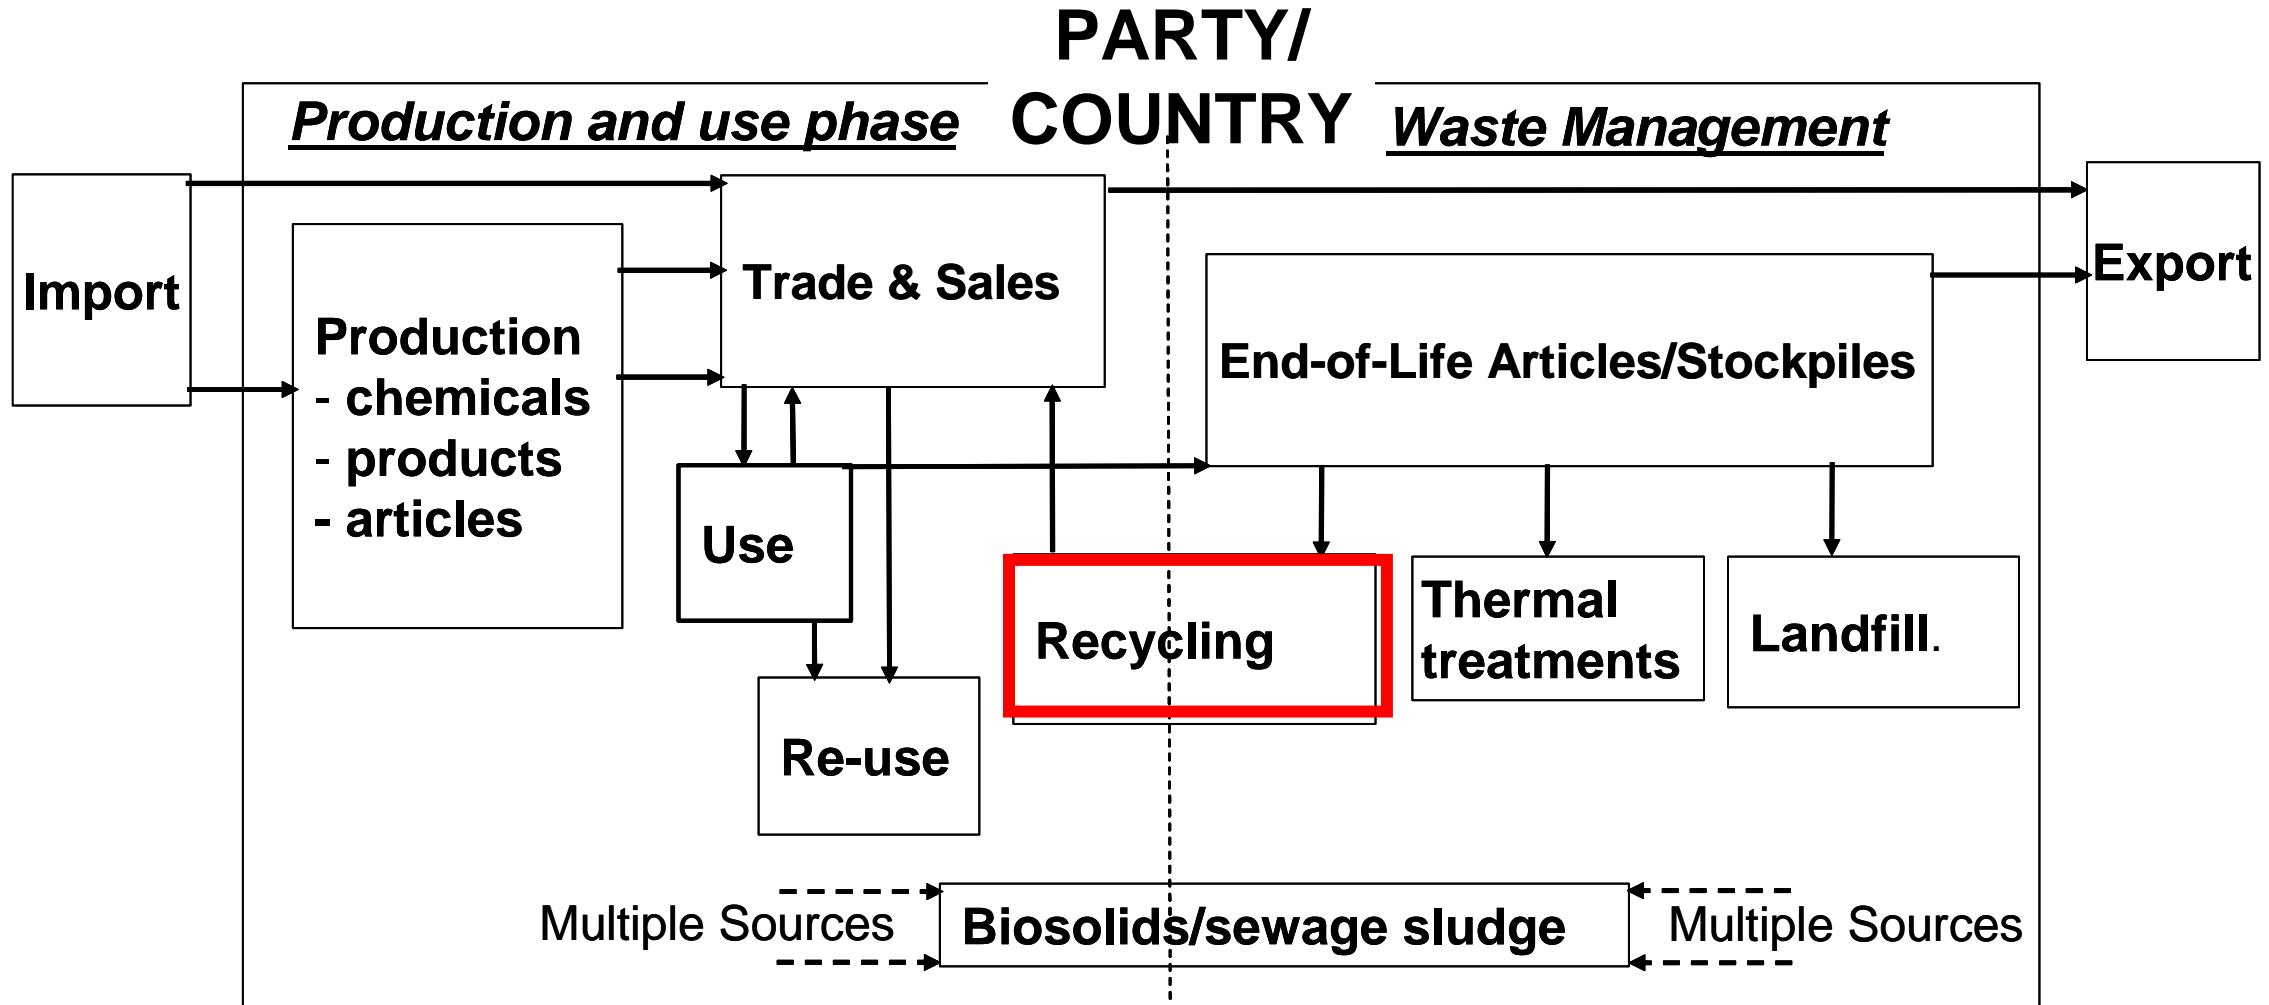 PARTY/
COUNTRY
Production and use phase
Waste Management
Import
Production
- chemicals
- products
- articles
Trade & Sales
End-of-Life Articles/Stockpiles
Export
Use
Recycling
Thermal
treatments
Landfill.
Re-use
Multiple Sources
Biosolids/sewage sludge
Multiple Sources